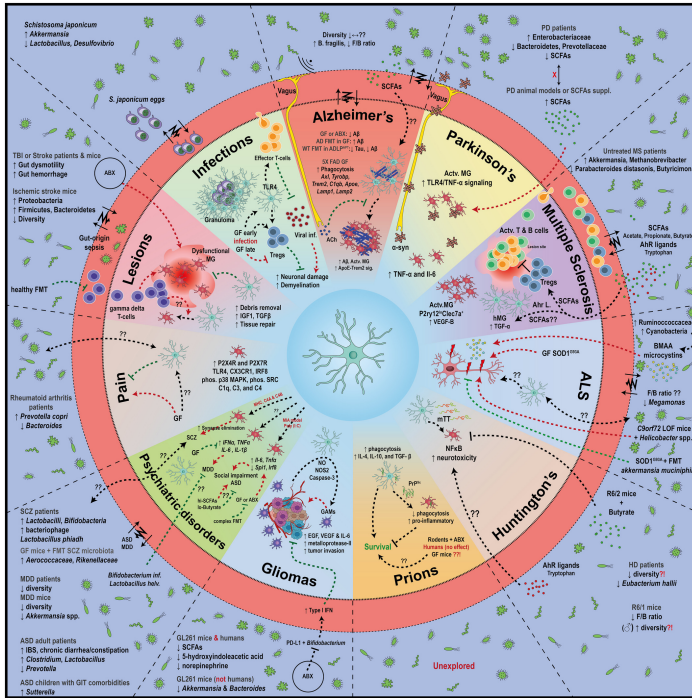 Schistosoma japonicum
↑ Akkermansia
↓ Lactobacillus, Desulfovibrio
S. japonicum eggs
TBI or Stroke patients & mice
↑ Gut dysmotility
↑ Gut hemorrhage
ABX
Ischemic stroke mice
↑ Proteobacteria
↑ Firmicutes, Bacteroidetes
↓ Diversity
Gut-origin
sepsis
healthy FMT
Rheumatoid arthritis
patients
↑ Prevotella copri
↓ Bacteroides
SCZ patients
↑ Lactobacilli, Bifidobacteria
↑ bacteriophage
Lactobacillus phiadh
GF mice + FMT SCZ microbiota
↑ Aerococcaceae, Rikenellaceae
ASD
MDD
MDD patients
↓ diversity
MDD mice
↓ diversity
↓ Akkermansia spp.
Bifidobacterium inf.
Lactobacillus helv.
ASD adult patients
↑ IBS, chronic diarrhea/constipation
↑ Clostridium, Lactobacillus
↓ Prevotella
ASD children with GIT comorbidities
↑ Sutterella
GL261 mice & humans
↓ SCFAs
↓ 5-hydroxyindoleacetic acid
↓ norepinephrine
GL261 mice (not humans)
↓ Akkermansia & Bacteroides
PD-L1 + Bifidobacterium
ABX
↑ Type I IFN
Unexplored
Diversity ↓↔??
↑ B. fragilis, ↓ F/B ratio
SCFAs
??
Vagus
Vagus
PD patients
↑ Enterobacteriaceae
↓ Bacteroidetes, Prevotellaceae
↓ SCFAs
X
PD animal models or SCFAs suppl.
↑ SCFAs
Untreated MS patients
↑ Akkermansia, Methanobrevibacter
↓ Parabacteroides distasonis, Butyricimon
SCFAs
Acetate, Propionate, Butyrate
AhR ligands
Tryptophan
Ruminococcacea
↑ Cyanobacteria
BMAA
microcystins
F/B ratio ??
↓ Megamonas
C9orf72 LOF mice
+ Helicobacter spp.
+ FMT
akkermansia muciniphil
R6/2 mice
+
Butyrate
AhR ligands
Tryptophan
HD patients
↓ diversity?!
↓ Eubacterium hallii
R6/1 mice
↓ F/B ratio
(♂) ↑ diversity?!
Alzheimer's
GF or ABX: ↓ Aβ
AD FMT in GF: ↑ Aβ
↓ Tau, ↓ Aβ
5X FAD GF
↑ Phagocytosis
Axl, Tyrobp,
Trem2, C1qb, Apoe,
Lamp1, Lamp2
ACh
↑ Aβ, Actv. MG
↑ ApoE-Trem2 sig.
Parkinson's
Actv. MG
↑ TLR4/TNF-α signaling
α-syn
↑ TNF-α and Il-6
Multiple Sclerosis
Actv. T & B cells
Lesion site
Tregs
Ahr L.
SCFAs
hMG
↑ TGF-α
SCFAs??
Actv.MG
↑ VEGF-B
ALS
??
Huntington's
mTT
NFκB
↑ neurotoxicity
??
Prions
↑ phagocytosis
↑ IL-4, IL-10, and TGF- β
↓ phagocytosis
↑ pro-inflammatory
Survival
Rodents + ABX
Humans (no effect)
GF mice ??!
??
Gliomas
NO
NOS2
Caspase-3
GAMs
↑ EGF, VEGF & IL-6
↑ metalloprotease-II
↑ tumor invasion
Psychiatric disorders
↑ Synapse elimination
SCZ
GF
MDD
↑ IFNα, TNFα
IL-6 , IL-1β
↑ Il-6, Tnfα
↑ Spi1, Irf8
Social impairment
ASD
hi-SCFAs
lo-Butyrate
GF or ABX
complex FMT
??
Pain
↑ P2X4R and P2X7R
TLR4, CX3CR1, IRF8
phos. p38 MAPK, phos. SRC
C1q, C3, and C4
??
GF
Lesions
Dysfunctional
MG
gamma delta
T-cells
??
↑ Debris removal
↑ IGF1, TGFβ
↑ Tissue repair
Infections
Effector T-cells
Granuloma
TLR4
Viral inf.
GF early
infection
GF late
Tregs
↑ Neuronal damage
↑ Demyelination